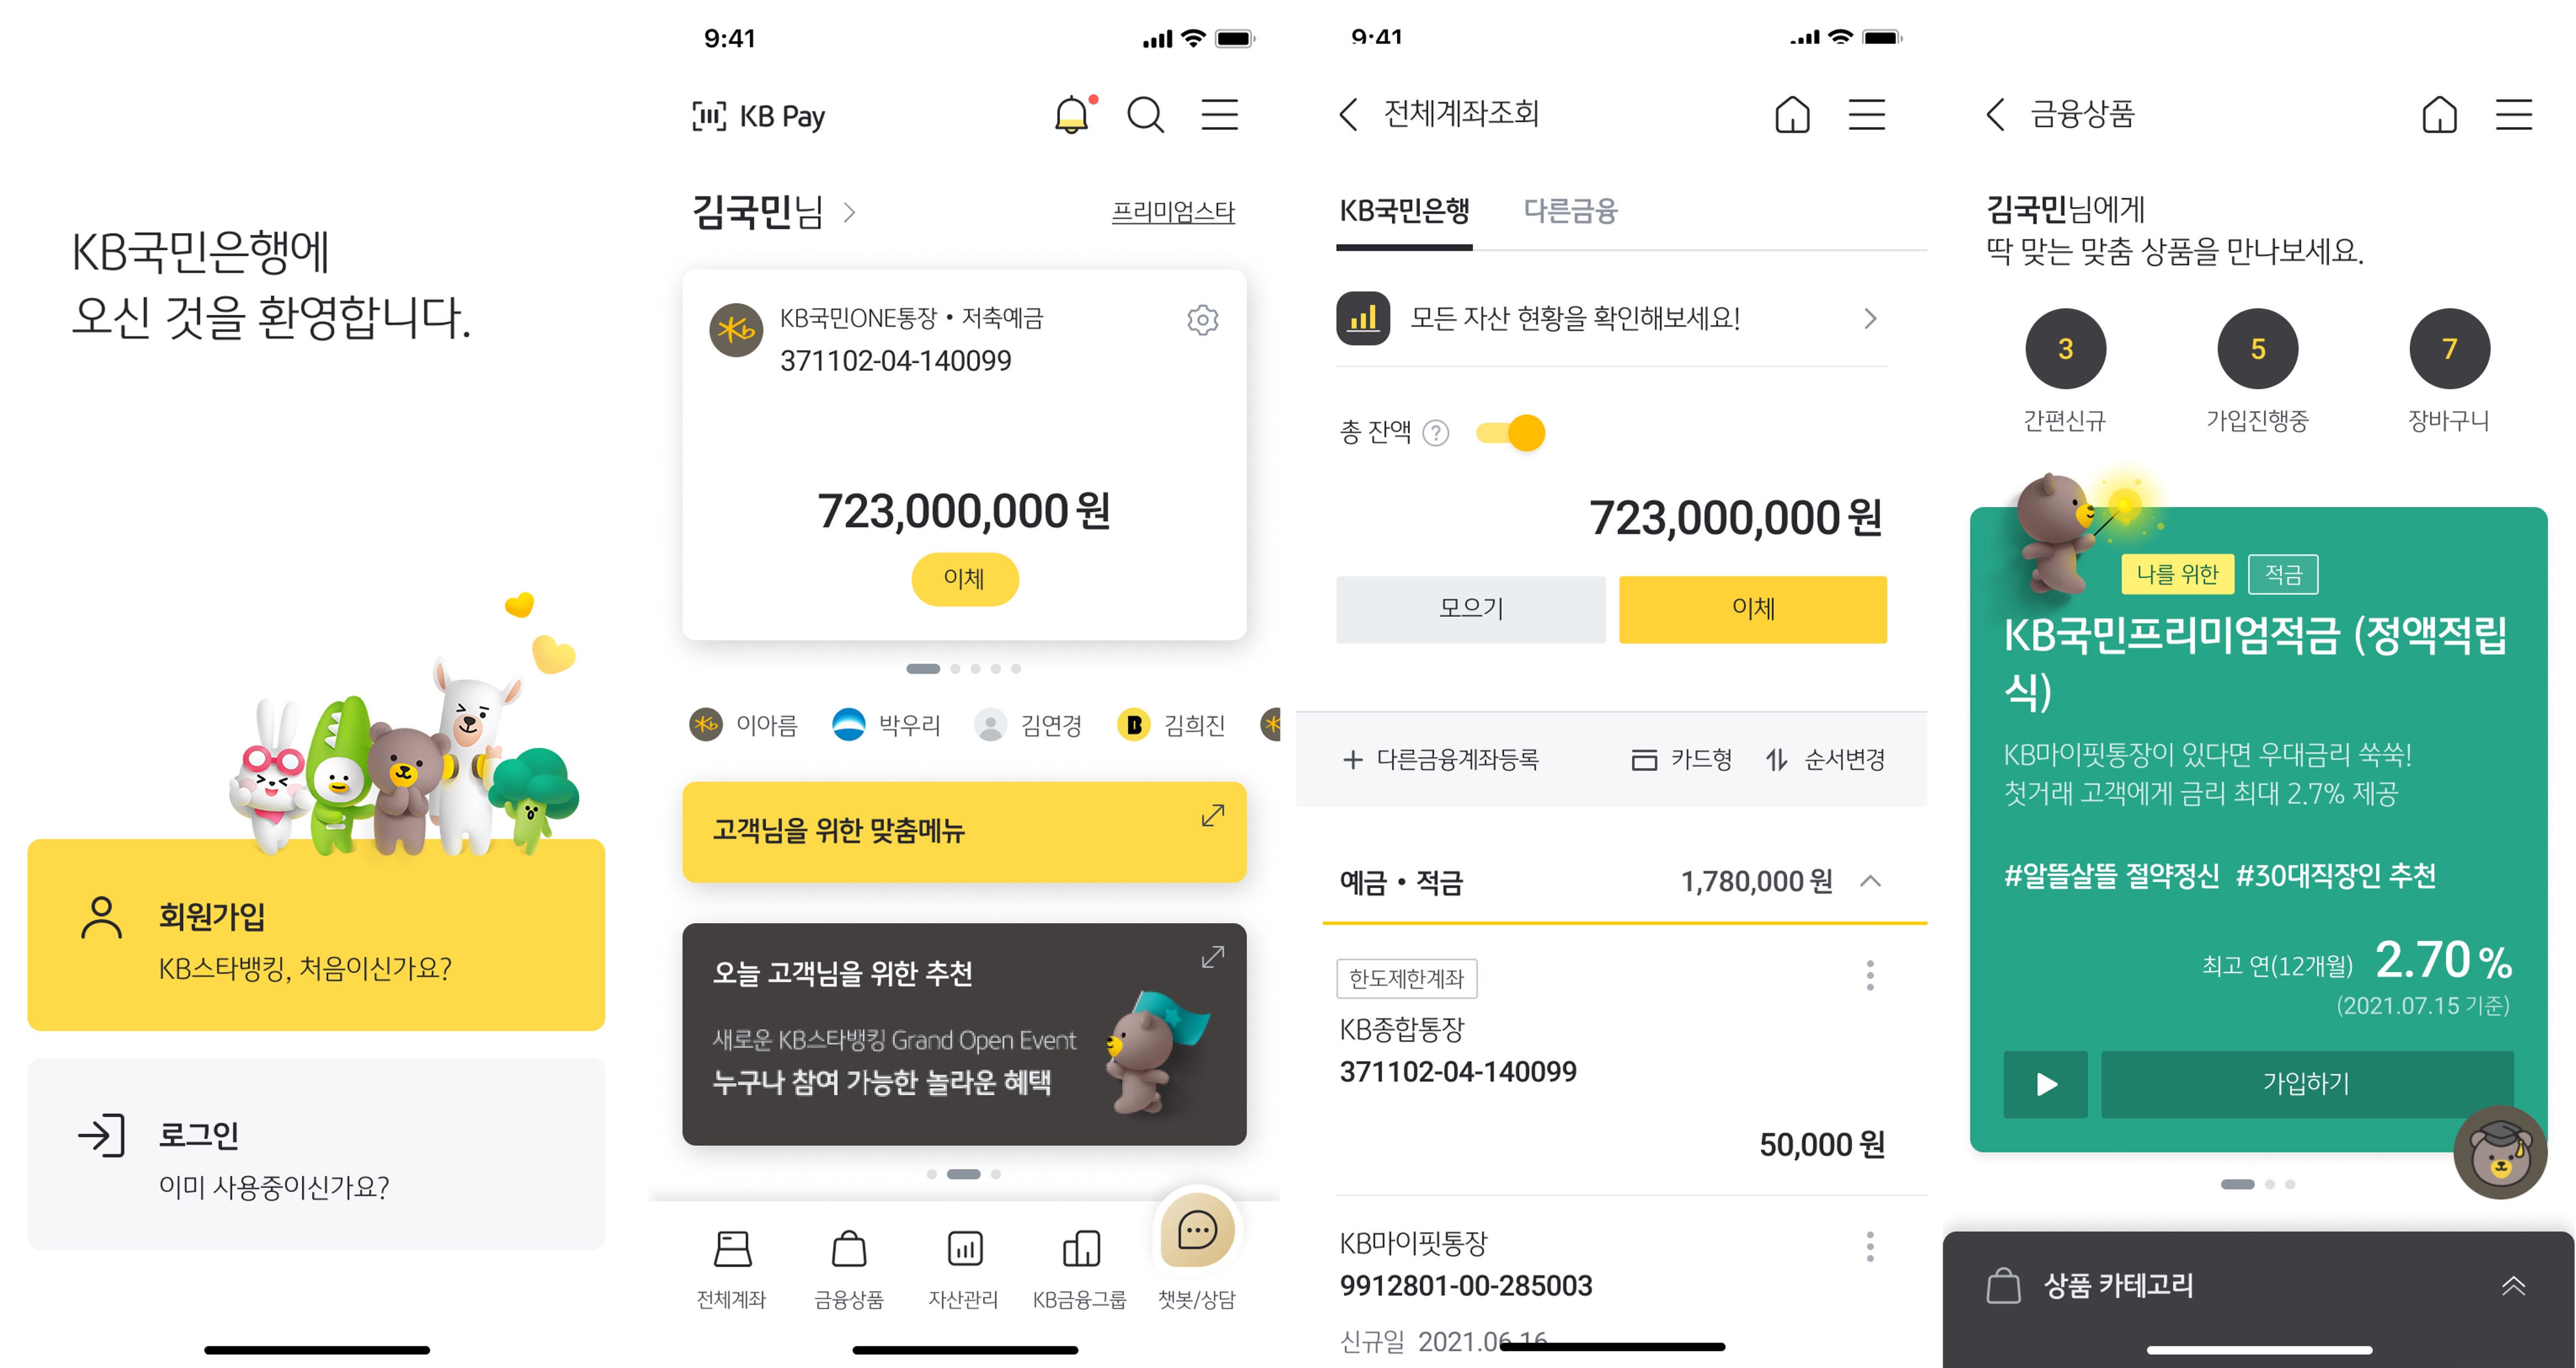 KB국민은행에
오신 것을 환영합니다.
회원가입
KB스타뱅킹, 처음이신가요?
로그인
이미 사용중이신가요?
9:41
KB Pay
김국민님
프리미엄스타
KB국민ONE통장 • 저축예금
371102-04-140099
723,000,000 원
이체
이아름 박우리 김연경 B 김희진
고객님을 위한 맞춤메뉴
오늘 고객님을 위한 추천
새로운 KB스타뱅킹 Grand Open Event
누구나 참여 가능한 놀라운 혜택
전체계좌 금융상품 자산관리 KB금융그룹 챗봇/상담
9:41
전체계좌조회
KB국민은행 다른금융
모든 자산 현황을 확인해보세요!
총 잔액 ?
723,000,000 원
모으기 이체
+ 다른금융계좌등록 카드형 순서변경
예금 • 적금 1,780,000 원
한도제한계좌
KB종합통장
371102-04-140099
50,000 원
KB마이핏통장
9912801-00-285003
신규일 2021.06.16
금융상품
김국민님에게
딱 맞는 맞춤 상품을 만나보세요.
3 5 7
간편신규 가입진행중 장바구니
나를 위한 적금
KB국민프리미엄적금 (정액적립
식)
KB마이핏통장이 있다면 우대금리 쑥쑥!
첫거래 고객에게 금리 최대 2.7% 제공
#알뜰살뜰 절약정신 #30대직장인 추천
최고 연(12개월) 2.70 %
(2021.07.15 기준)
가입하기
상품 카테고리